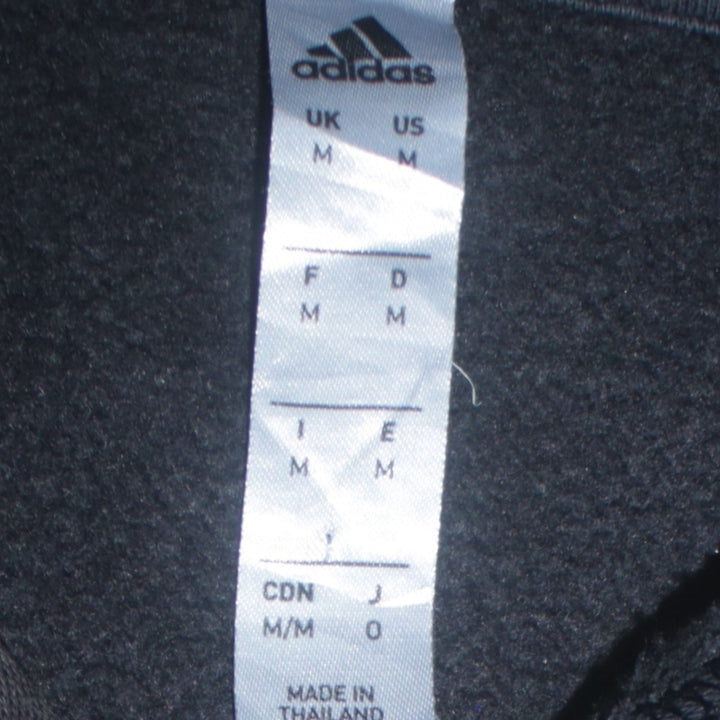 adidas
UK US
M M
F D
M M
I E
M M
CDN J
M/M O
MADE IN
THAILAND